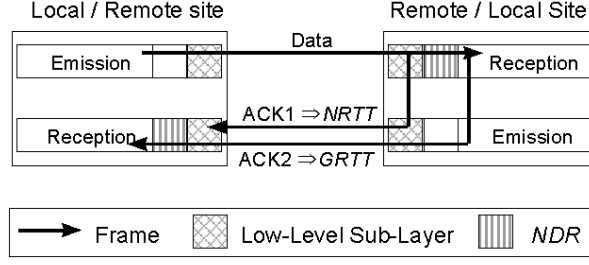 Local / Remote site
Remote / Local Site
Data
Emission
Reception
ACK1 ⇒NRTT
Reception
Emission
ACK2 ⇒GRTT
Frame
Low-Level Sub-Layer
NDR